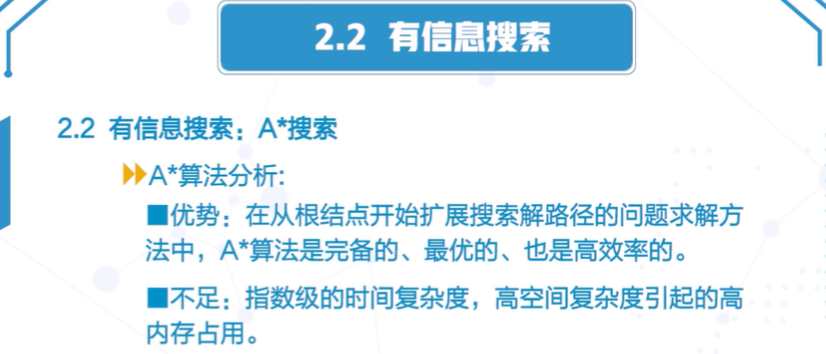 2.2 有信息搜索
2.2 有信息搜索：A*搜索
A*算法分析:
■优势：在从根结点开始扩展搜索解路径的问题求解方
法中，A*算法是完备的、最优的、也是高效率的。
■不足：指数级的时间复杂度，高空间复杂度引起的高
内存占用。